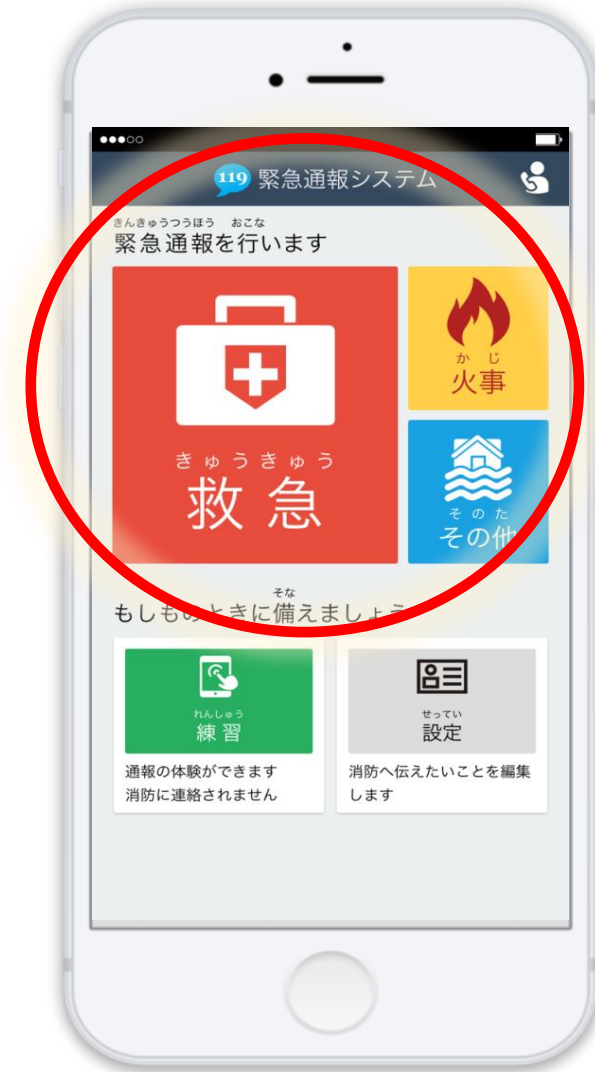 119 緊急通報システム
きんきゅうつうほう おこな
緊急通報を行います
きゅうきゅう
救急
かじ
火事
そのた
その他
そな
もしものときに備えましょう
れんしゅう
練習
通報の体験ができます
消防に連絡されません
せってい
設定
消防へ伝えたいことを編集
します